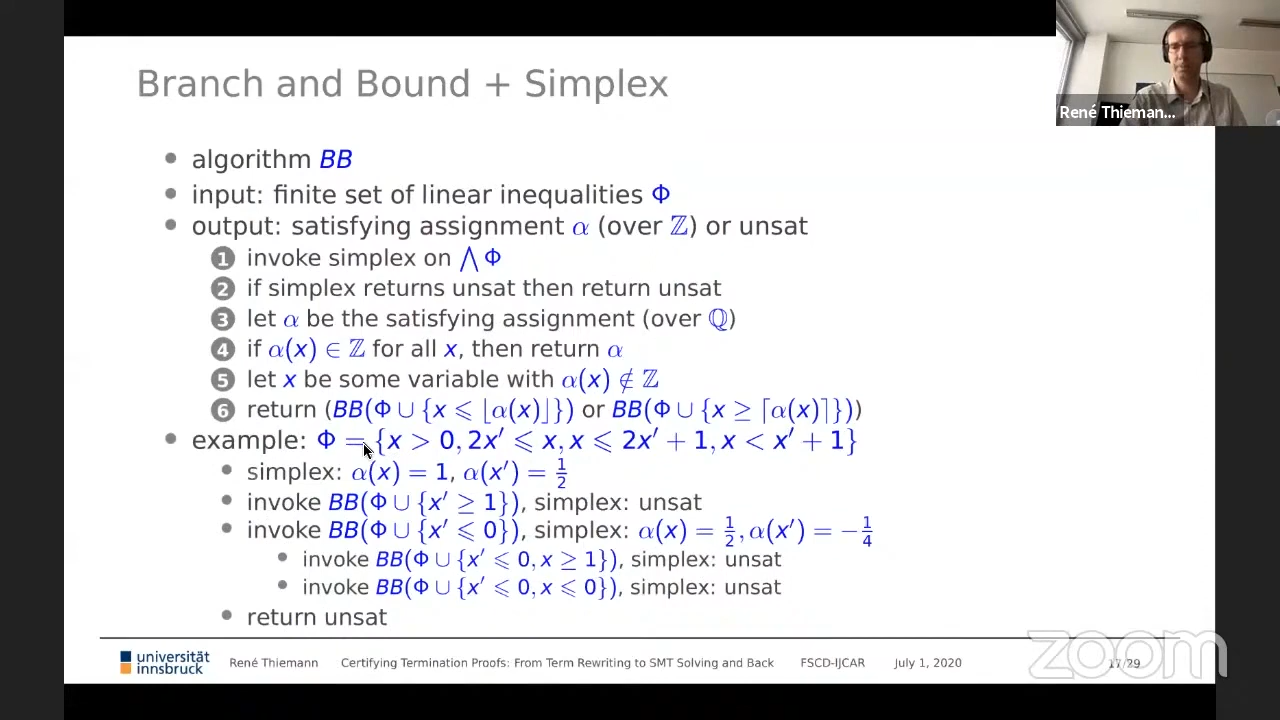 Branch and Bound + Simplex
René Thieman...
• algorithm BB
• input: finite set of linear inequalities Φ
• output: satisfying assignment α (over ℤ) or unsat
1 invoke simplex on ⋀ Φ
2 if simplex returns unsat then return unsat
3 let α be the satisfying assignment (over ℚ)
4 if α(x) ∈ ℤ for all x, then return α
5 let x be some variable with α(x) ∉ ℤ
6 return (BB(Φ ∪ {x ⩽ ⌊α(x)⌋}) or BB(Φ ∪ {x ≥ ⌈α(x)⌉}))
• example: Φ = {x > 0, 2x′ ⩽ x, x ⩽ 2x′ + 1, x < x′ + 1}
• simplex: α(x) = 1, α(x′) = 1/2
• invoke BB(Φ ∪ {x′ ≥ 1}), simplex: unsat
• invoke BB(Φ ∪ {x′ ⩽ 0}), simplex: α(x) = 1/2, α(x′) = −1/4
• invoke BB(Φ ∪ {x′ ⩽ 0, x ≥ 1}), simplex: unsat
• invoke BB(Φ ∪ {x′ ⩽ 0, x ⩽ 0}), simplex: unsat
• return unsat
universität
innsbruck
René Thiemann Certifying Termination Proofs: From Term Rewriting to SMT Solving and Back FSCD-IJCAR July 1, 2020 17/29
zoom